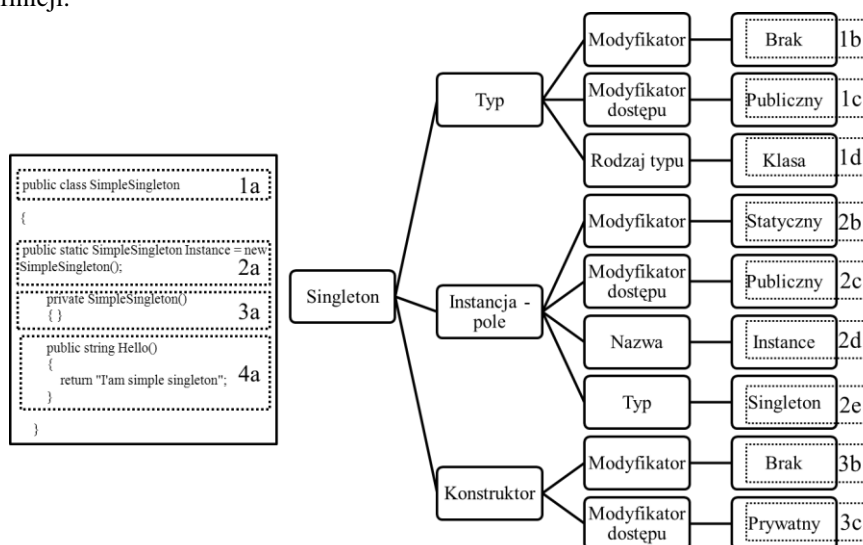 public class SimpleSingleton 1a
{
public static SimpleSingleton Instance = new
SimpleSingleton(); 2a
private SimpleSingleton()
{ } 3a
public string Hello()
{
return "I'am simple singleton"; 4a
}
}
Singleton
Typ
Modyfikator
Brak 1b
Modyfikator
dostępu
Publiczny 1c
Rodzaj typu
Klasa 1d
Instancja -
pole
Modyfikator
Statyczny 2b
Modyfikator
dostępu
Publiczny 2c
Nazwa
Instance 2d
Typ
Singleton 2e
Konstruktor
Modyfikator
Brak 3b
Modyfikator
dostępu
Prywatny 3c